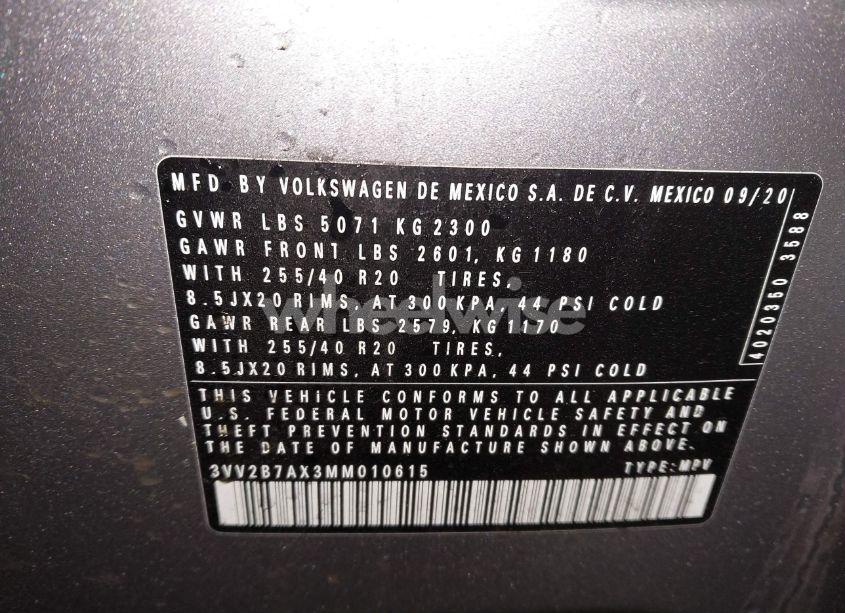 MFD. BY VOLKSWAGEN DE MEXICO S.A. DE C.V. MEXICO 09/20
GVWR LBS 5071 KG 2300
GAWR FRONT LBS 2601, KG 1180
WITH 255/40 R20 TIRES,
8.5JX20 RIMS, AT 300 KPA, 44 PSI COLD
GAWR REAR LBS 2579, KG 1170
WITH 255/40 R20 TIRES,
8.5JX20 RIMS, AT 300 KPA, 44 PSI COLD
THIS VEHICLE CONFORMS TO ALL APPLICABLE
U.S. FEDERAL MOTOR VEHICLE SAFETY AND
THEFT PREVENTION STANDARDS IN EFFECT ON
THE DATE OF MANUFACTURE SHOWN ABOVE.
3VV2B7AX3MM010615 TYPE:MPV
4020350 3588
wheelwise